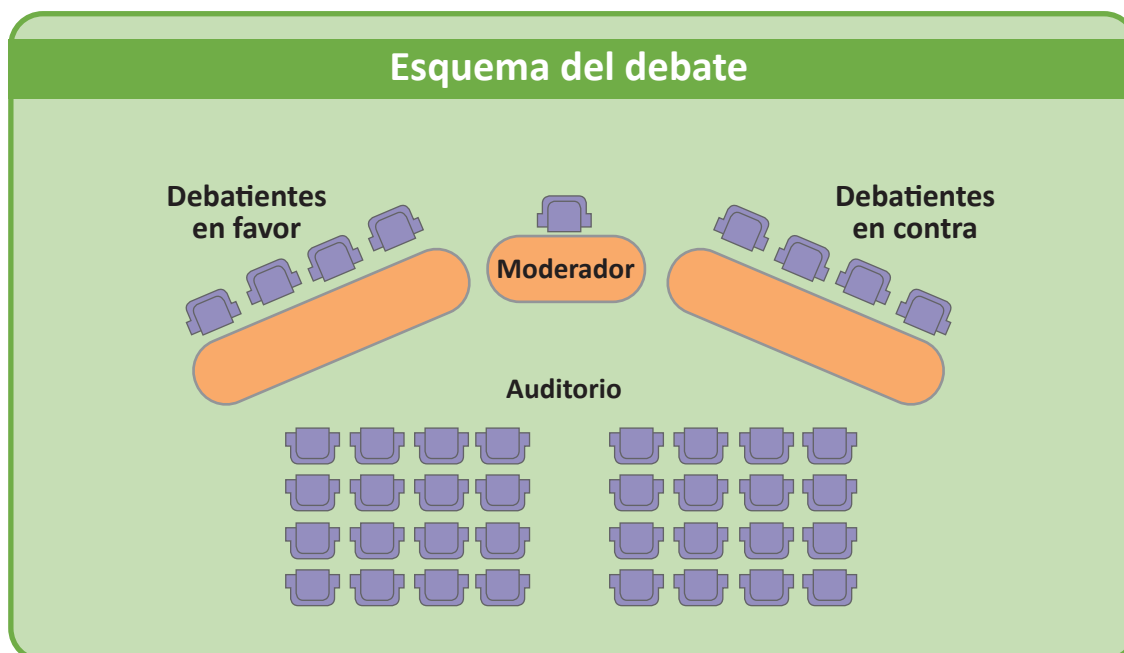 Esquema del debate
Debatientes
en favor
Moderador
Debatientes
en contra
Auditorio